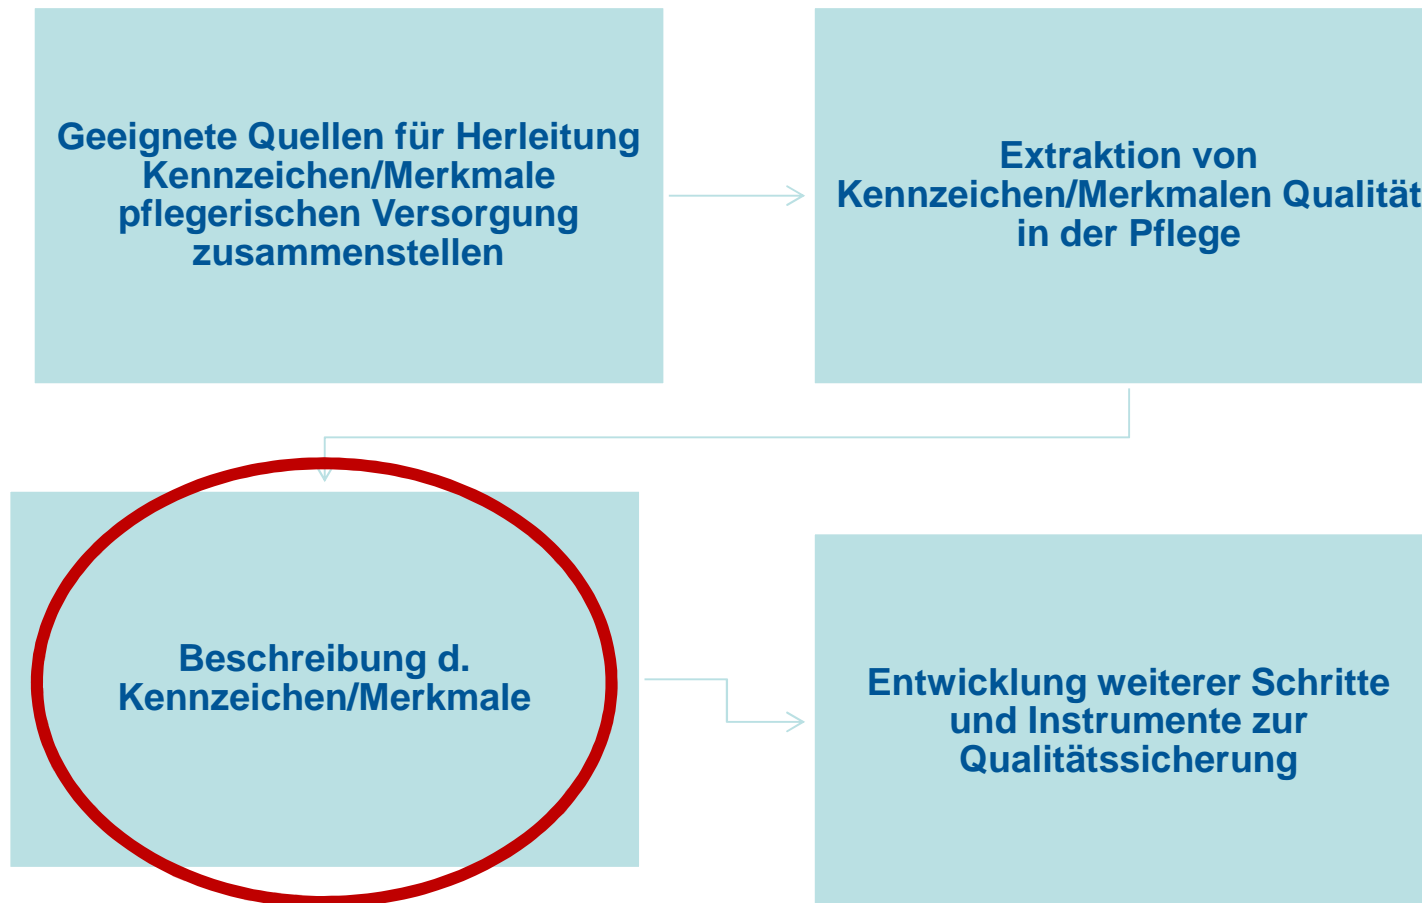 Geeignete Quellen für Herleitung
Kennzeichen/Merkmale
pflegerischen Versorgung
zusammenstellen
Extraktion von
Kennzeichen/Merkmalen Qualität
in der Pflege
Beschreibung d.
Kennzeichen/Merkmale
Entwicklung weiterer Schritte
und Instrumente zur
Qualitätssicherung